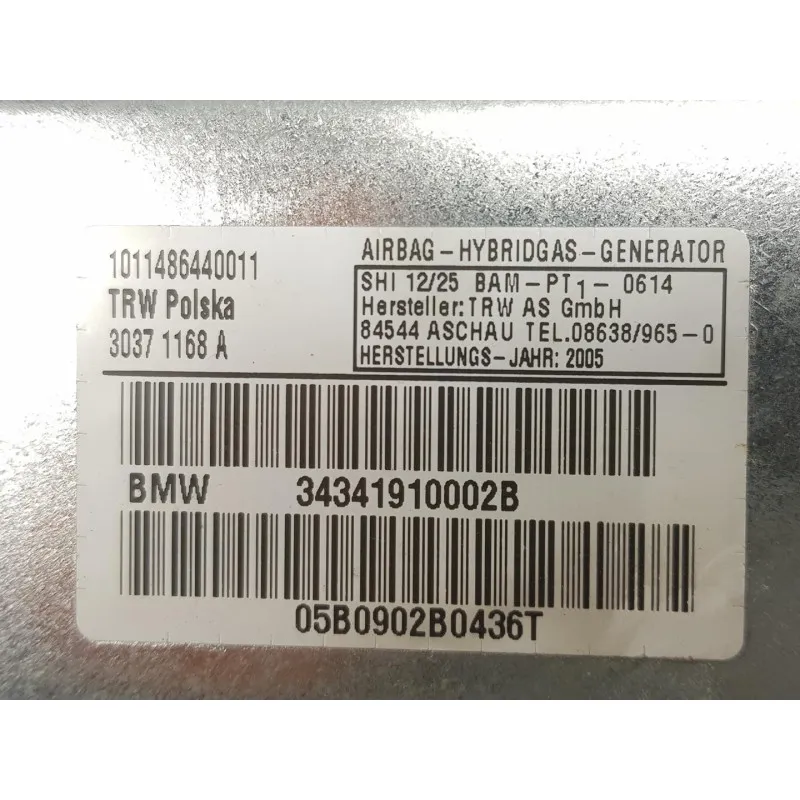 1011486440011
TRW Polska
3037 1168 A
AIRBAG-HYBRIDGAS-GENERATOR
SHI 12/25 BAM-PT1- 0614
Hersteller:TRW AS GmbH
84544 ASCHAU TEL.08638/965-0
HERSTELLUNGS-JAHR: 2005
BMW 34341910002B
05B0902B0436T